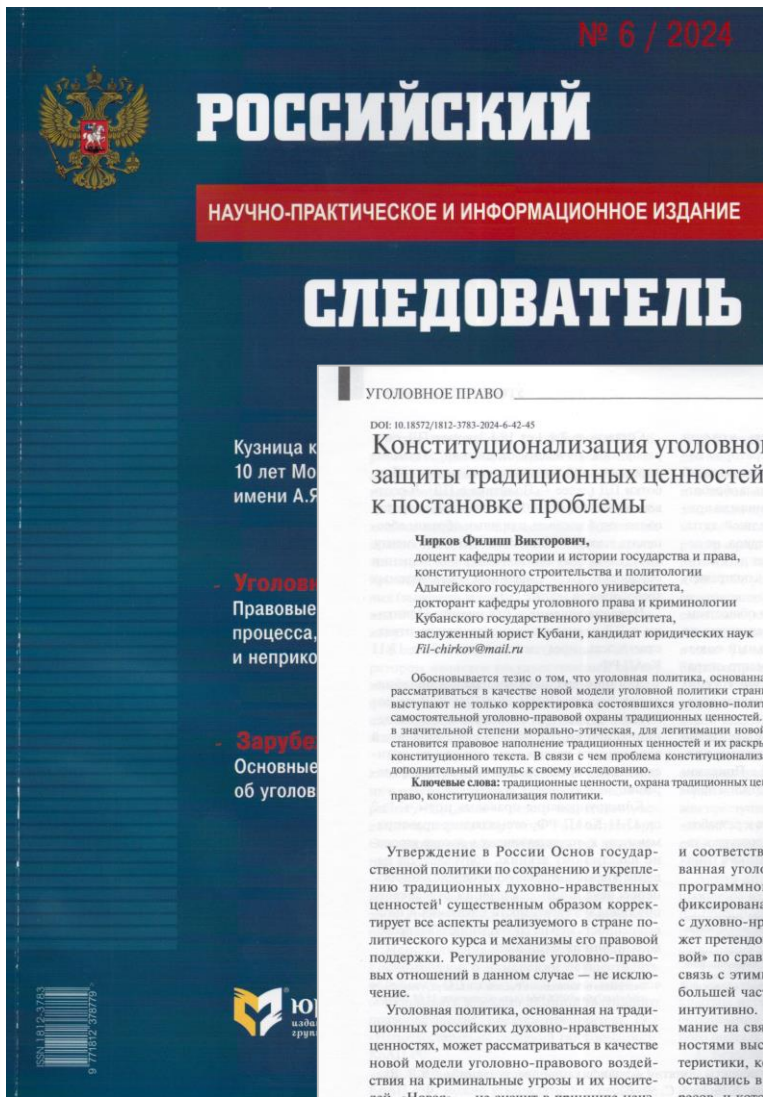 № 6 / 2024
РОССИЙСКИЙ
НАУЧНО-ПРАКТИЧЕСКОЕ И ИНФОРМАЦИОННОЕ ИЗДАНИЕ
СЛЕДОВАТЕЛЬ
Кузница к
10 лет Мо
имени А.Я
- Уголовн
Правовые
процесса,
и неприко
- Зарубе
Основные
об уголов
ISSN 1812-3783
9 771812 378779 >
Ю
изда
групп
УГОЛОВНОЕ ПРАВО
DOI: 10.18572/1812-3783-2024-6-42-45
Конституционализация уголовно
защиты традиционных ценностей
к постановке проблемы
Чирков Филипп Викторович,
доцент кафедры теории и истории государства и права,
конституционного строительства и политологии
Адыгейского государственного университета,
докторант кафедры уголовного права и криминологии
Кубанского государственного университета,
заслуженный юрист Кубани, кандидат юридических наук
Fil-chirkov@mail.ru
Обосновывается тезис о том, что уголовная политика, основанна
рассматриваться в качестве новой модели уголовной политики стран
выступают не только корректировка состоявшихся уголовно-полит
самостоятельной уголовно-правовой охраны традиционных ценностей.
в значительной степени морально-этическая, для легитимации новой
становится правовое наполнение традиционных ценностей и их раскры
конституционного текста. В связи с чем проблема конституционализ
дополнительный импульс к своему исследованию.
Ключевые слова: традиционные ценности, охрана традиционных це
право, конституционализация политики.
Утверждение в России Основ государ-
ственной политики по сохранению и укрепле-
нию традиционных духовно-нравственных
ценностей¹ существенным образом коррек-
тирует все аспекты реализуемого в стране по-
литического курса и механизмы его правовой
поддержки. Регулирование уголовно-право-
вых отношений в данном случае — не исклю-
чение.
Уголовная политика, основанная на тради-
ционных российских духовно-нравственных
ценностях, может рассматриваться в качестве
новой модели уголовно-правового воздей-
ствия на криминальные угрозы и их носите-
и соответств
ванная уголо
программно
фиксирована
с духовно-нр
жет претендо
вой» по срав
связь с этим
большей час
интуитивно.
мание на свя
ностями выс
теристики, к
оставались в